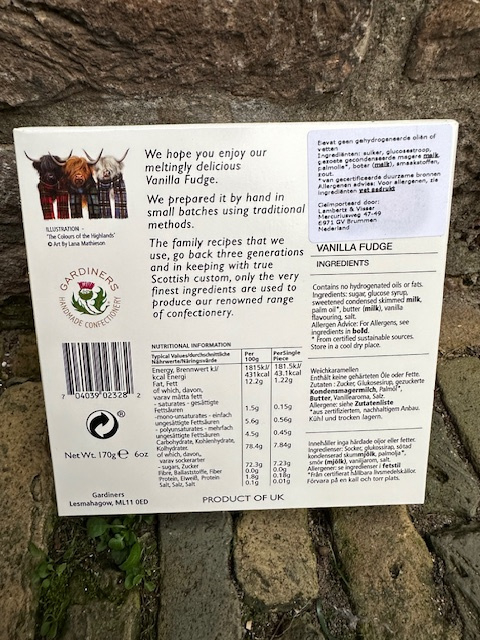 We hope you enjoy our
meltingly delicious
Vanilla Fudge.
We prepared it by hand in
small batches using traditional
methods.
The family recipes that we
use, go back three generations
and in keeping with true
Scottish custom, only the very
finest ingredients are used to
produce our renowned range
of confectionery.
ILLUSTRATION -
'The Colours of the Highlands'
© Art by Lana Mathieson
GARDINERS
HANDMADE CONFECTIONERY
7 04039 02328 2
Net Wt. 170g ℮ 6oz
Gardiners
Lesmahagow, ML11 0ED
NUTRITIONAL INFORMATION
Typical Values/durchschnittliche
Nährwerte/Näringsvärde
Per
100g
PerSingle
Piece
Energy, Brennwert kJ/ 1815kJ/ 181.5kJ/
kcal Energi 431kcal 43.1kcal
Fat, Fett 12.2g 1.22g
of which, davon,
varav mätta fett
- saturates - gesättigte
Fettsäuren 1.5g 0.15g
-mono-unsaturates - einfach
ungesättigte Fettsäuren 5.6g 0.56g
- polyunsaturates - mehrfach
ungesättigte Fettsäuren 4.5g 0.45g
Carbohydrate, Kohlenhydrate,
Kolhydrater, 78.4g 7.84g
of which, davon,
varav sockerarter
- sugars, Zucker 72.3g 7.23g
Fibre, Ballaststoffe, Fiber 0.0g 0.0g
Protein, Eiweiß, Protein 1.8g 0.18g
Salt, Salz, Salt 0.1g 0.01g
PRODUCT OF UK
Bevat geen gehydrogeneerde oliën of
vetten
Ingrediënten: suiker, glucosestroop,
gezoete gecondenseerde magere melk,
palmolie*, boter (melk), smaakstoffen,
zout.
*van gecertificeerde duurzame bronnen
Allergenen advies: Voor allergenen, zie
ingrediënten vet gedrukt
Geïmporteerd door:
Lamberts & Visser
Mercuriusweg 47-49
6971 GV Brummen
Nederland
VANILLA FUDGE
INGREDIENTS
Contains no hydrogenated oils or fats.
Ingredients: sugar, glucose syrup,
sweetened condensed skimmed milk,
palm oil*, butter (milk), vanilla
flavouring, salt.
Allergen Advice: For Allergens, see
ingredients in bold.
* From certified sustainable sources.
Store in a cool dry place.
Weichkaramellen
Enthält keine gehärteten Öle oder Fette.
Zutaten : Zucker, Glukosesirup, gezuckerte
Kondensmagermilch, Palmöl*,
Butter, Vanillearoma, Salz.
Allergene: siehe Zutatenliste
*aus zertifiziertem, nachhaltigem Anbau.
Kühl und trocken lagern.
Innehåller inga härdade oljor eller fetter.
Ingredienser: Socker, glukossirap, sötad
kondenserad skummjölk, palmolja*,
smör (mjölk), vaniljarom, salt.
Allergener: se ingredienser i fetstil
*Från certifierat hållbara livsmedelskällor.
Förvara på en kall och torr plats.